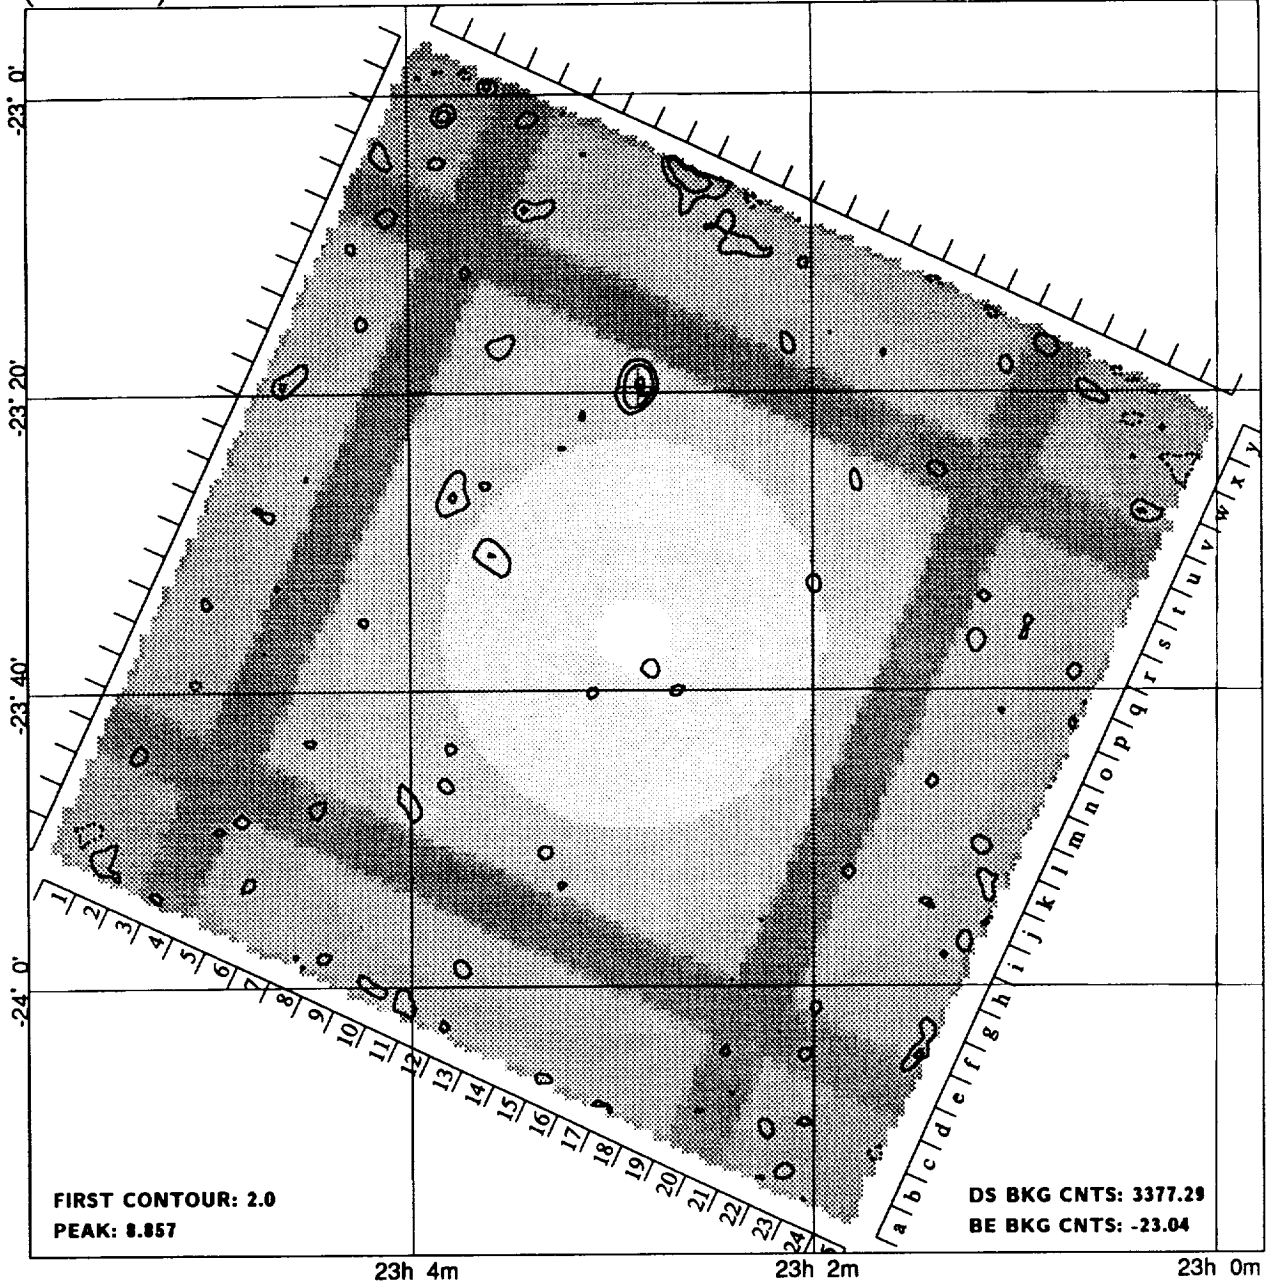 -23° 0'
-23° 20'
-23° 40'
-24° 0'
1 2 3 4 5 6 7 8 9 10 11 12 13 14 15 16 17 18 19 20 21 22 23 24
a b c d e f g h i j k l m n o p q r s t u v w x y
FIRST CONTOUR: 2.0
PEAK: 8.857
DS BKG CNTS: 3377.29
BE BKG CNTS: -23.04
23h 4m
23h 2m
23h 0m